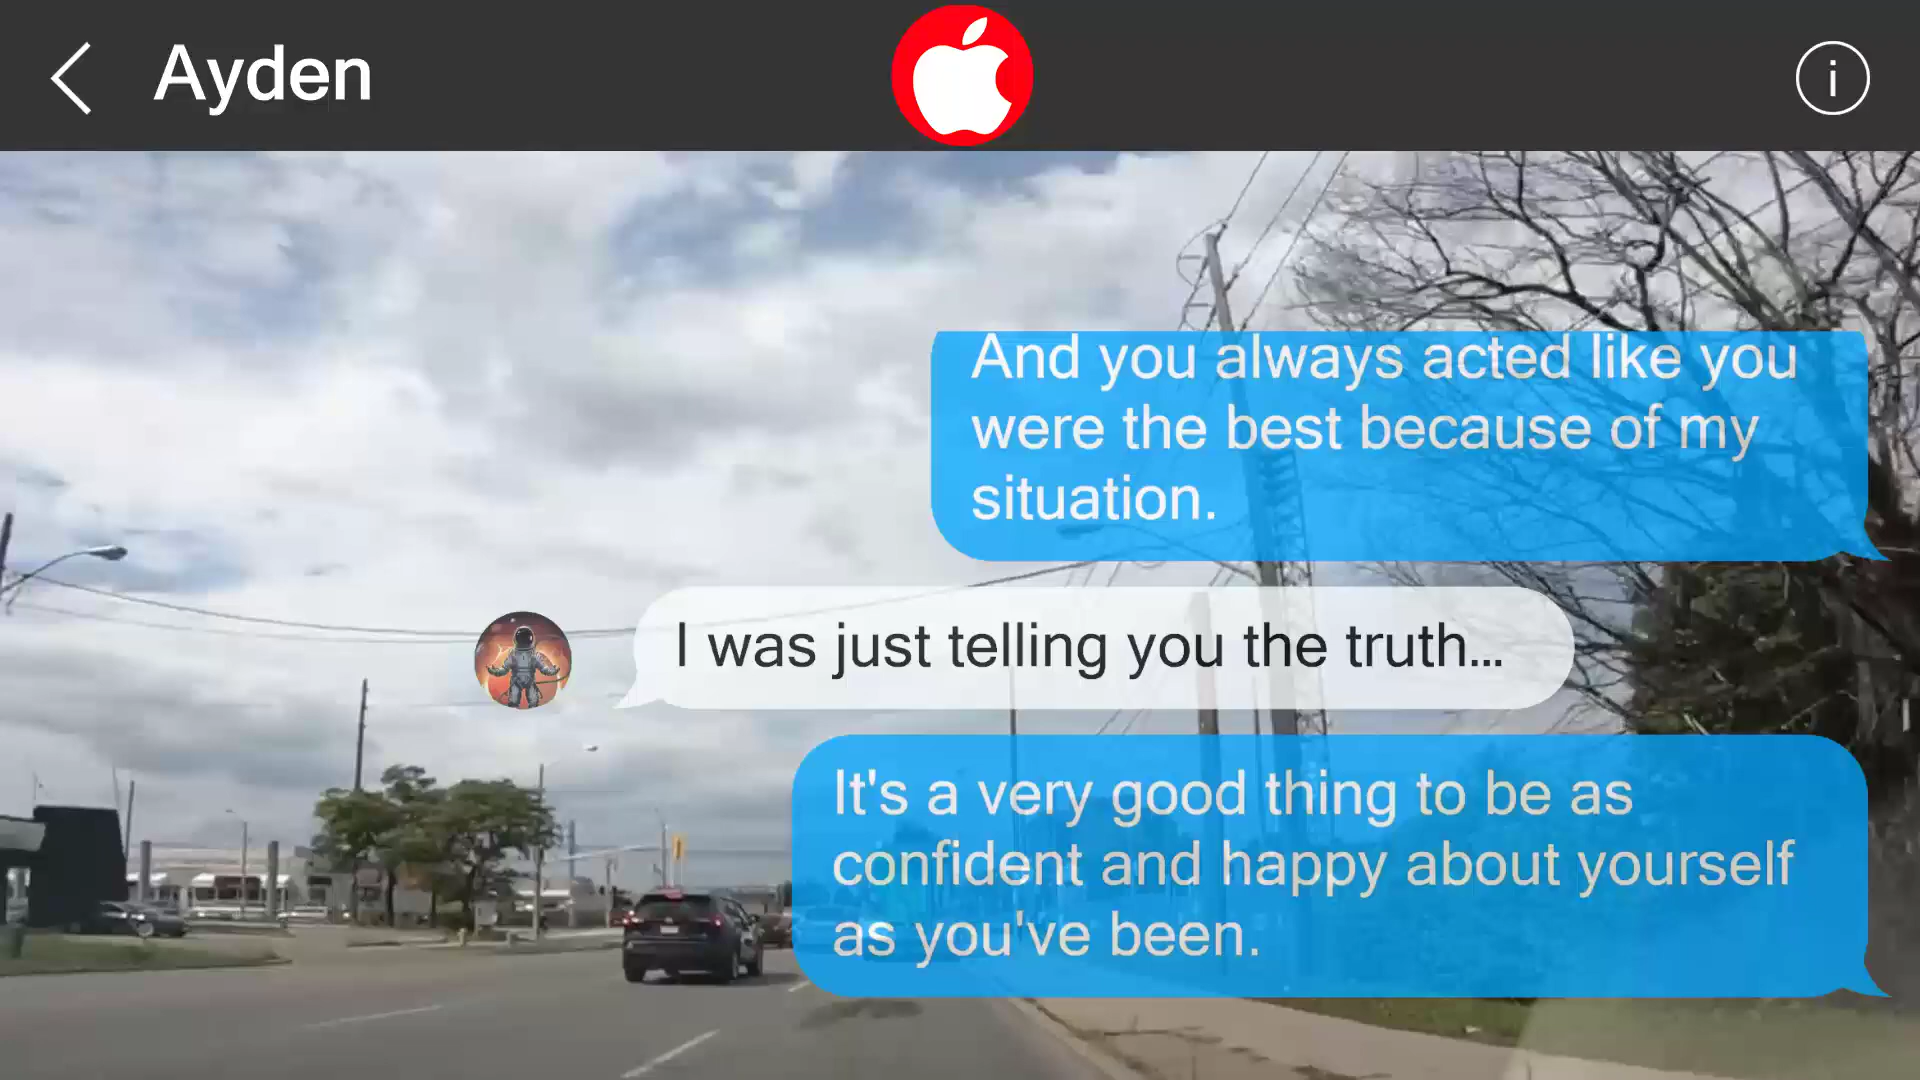 Ayden
i
And you always acted like you
were the best because of my
situation.
I was just telling you the truth...
It's a very good thing to be as
confident and happy about yourself
as you've been.